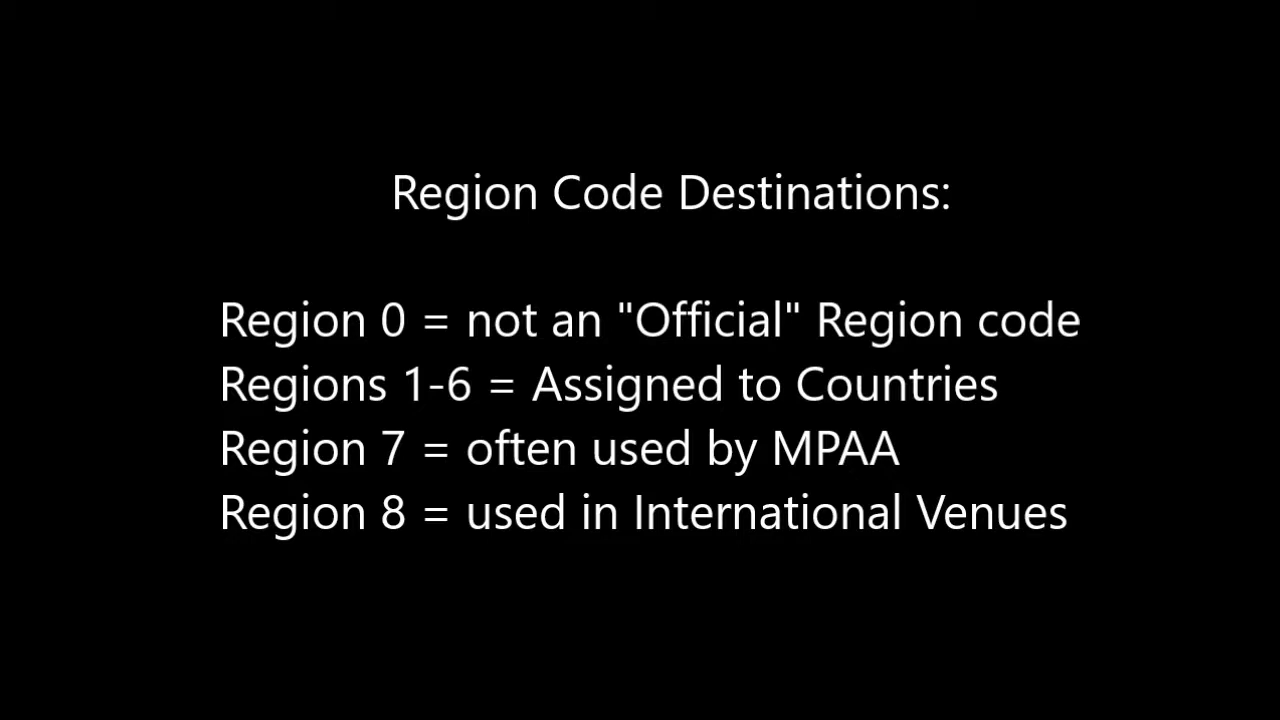 Region Code Destinations:
Region 0 = not an "Official" Region code
Regions 1-6 = Assigned to Countries
Region 7 = often used by MPAA
Region 8 = used in International Venues